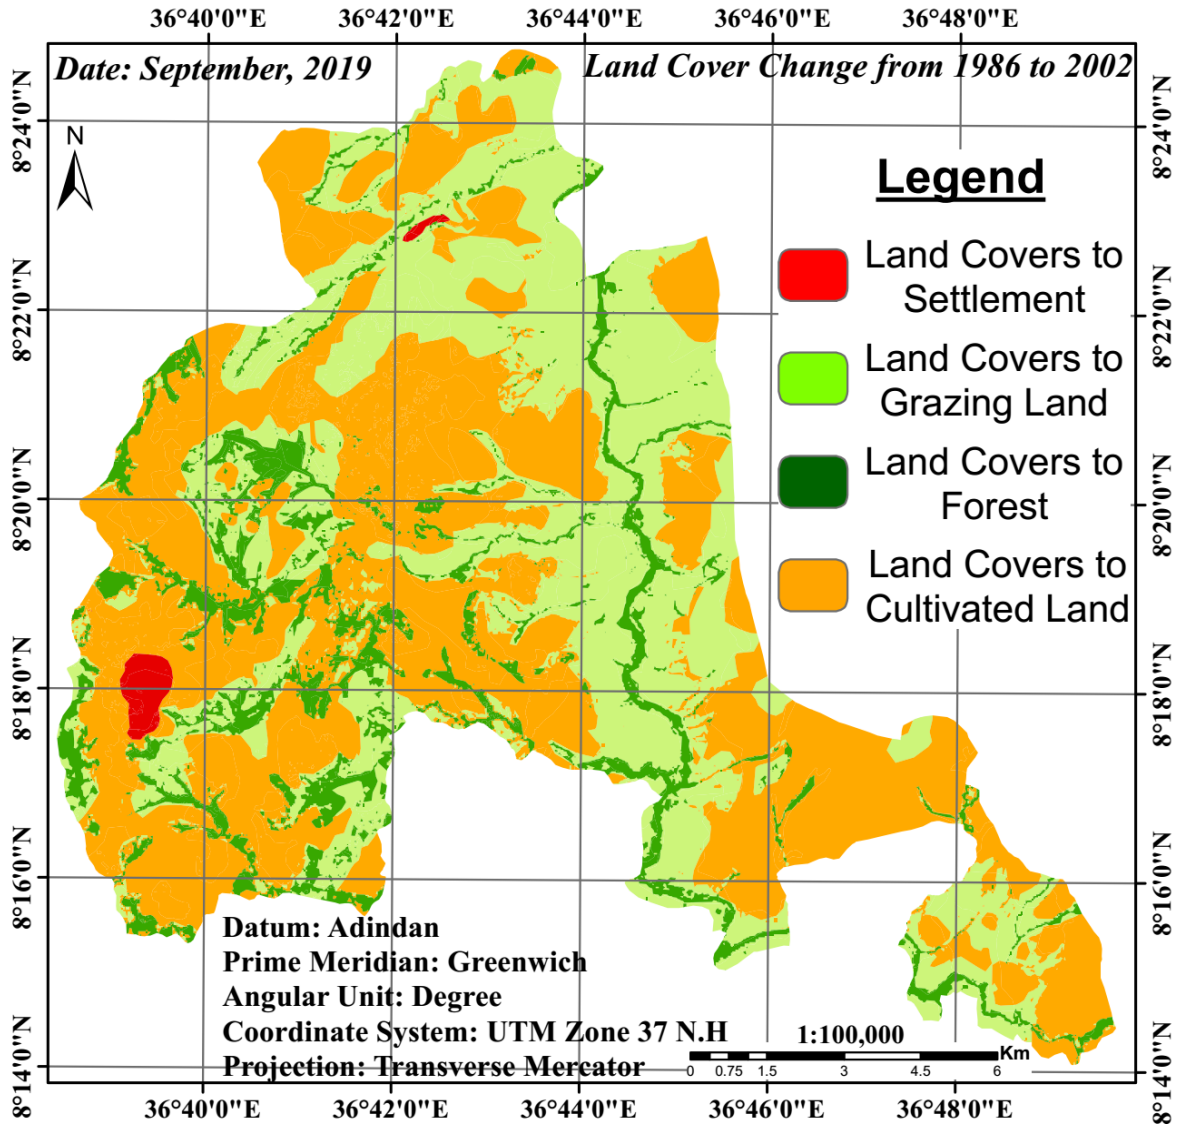 36°40'0"E 36°42'0"E 36°44'0"E 36°46'0"E 36°48'0"E
Date: September, 2019
Land Cover Change from 1986 to 2002
8°24'0"N
8°24'0"N
N
Legend
Land Covers to
Settlement
8°22'0"N
8°22'0"N
Land Covers to
Grazing Land
Land Covers to
Forest
8°20'0"N
8°20'0"N
Land Covers to
Cultivated Land
8°18'0"N
8°18'0"N
8°16'0"N
8°16'0"N
Datum: Adindan
Prime Meridian: Greenwich
Angular Unit: Degree
Coordinate System: UTM Zone 37 N.H
Projection: Transverse Mercator
1:100,000
Km
0 0.75 1.5 3 4.5 6
8°14'0"N
8°14'0"N
36°40'0"E 36°42'0"E 36°44'0"E 36°46'0"E 36°48'0"E